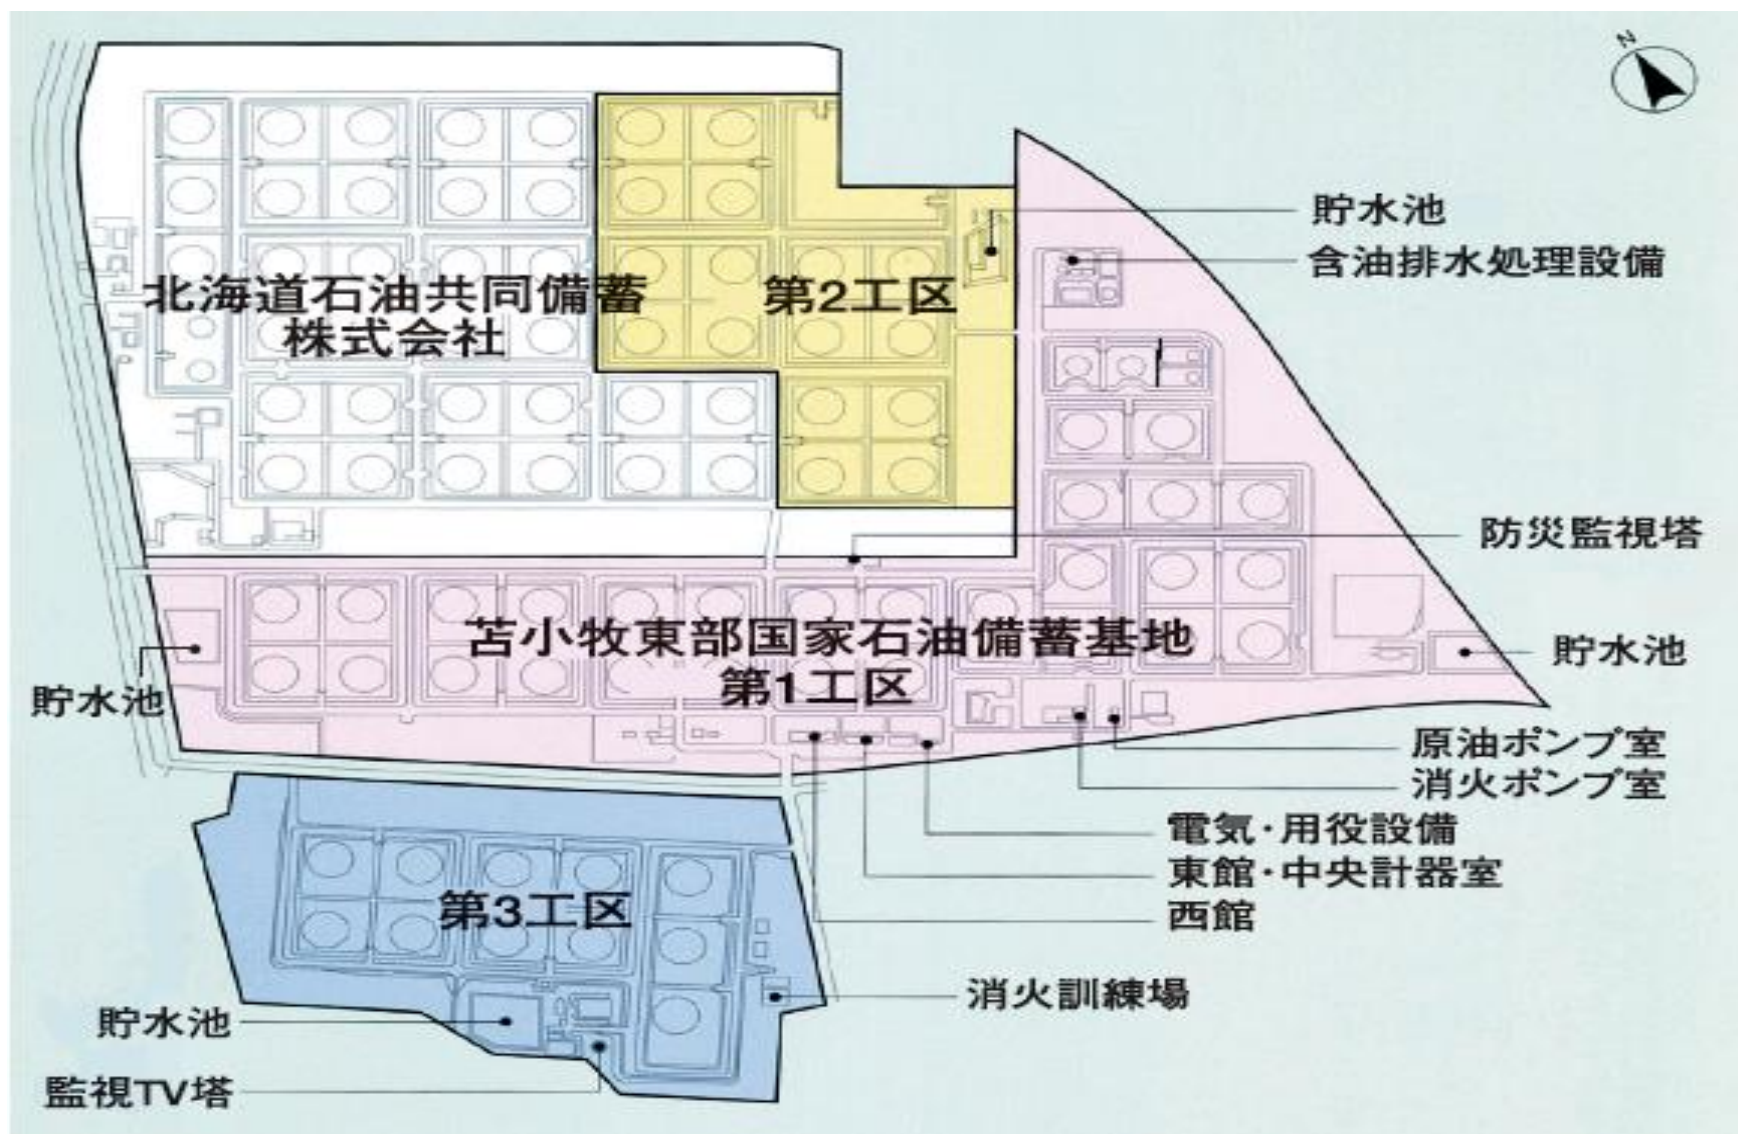 N
貯水池
含油排水処理設備
北海道石油共同備蓄
株式会社
第2工区
防災監視塔
苫小牧東部国家石油備蓄基地
第1工区
貯水池
貯水池
原油ポンプ室
消火ポンプ室
電気・用役設備
東館・中央計器室
西館
第3工区
消火訓練場
貯水池
監視TV塔